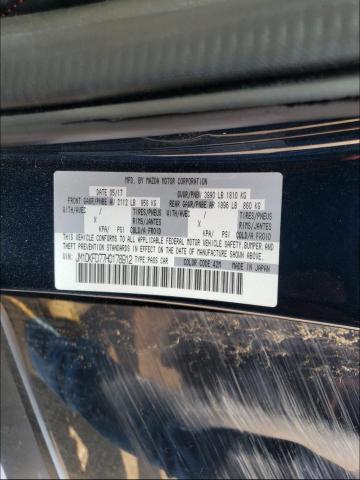 MFD. BY MAZDA MOTOR CORPORATION
DATE 05/17 GVWR/PNBV 3990 LB 1810 KG
FRONT GAWR/PNBE AV 2112 LB 958 KG REAR GAWR/PNBE AR 1896 LB 860 KG
WITH/AVEC TIRES/PNEUS WITH/AVEC TIRES/PNEUS
X RIMS/JANTES X RIMS/JANTES
KPA/ PSI COLD/A FROID KPA/ PSI COLD/A FROID
THIS VEHICLE CONFORMS TO ALL APPLICABLE FEDERAL MOTOR VEHICLE SAFETY, BUMPER, AND
THEFT PREVENTION STANDARDS IN EFFECT ON THE DATE OF MANUFACTURE SHOWN ABOVE.
VIN: JM1DKFD77H0178912 TYPE:PASS CAR COLOR CODE:42M MADE IN JAPAN